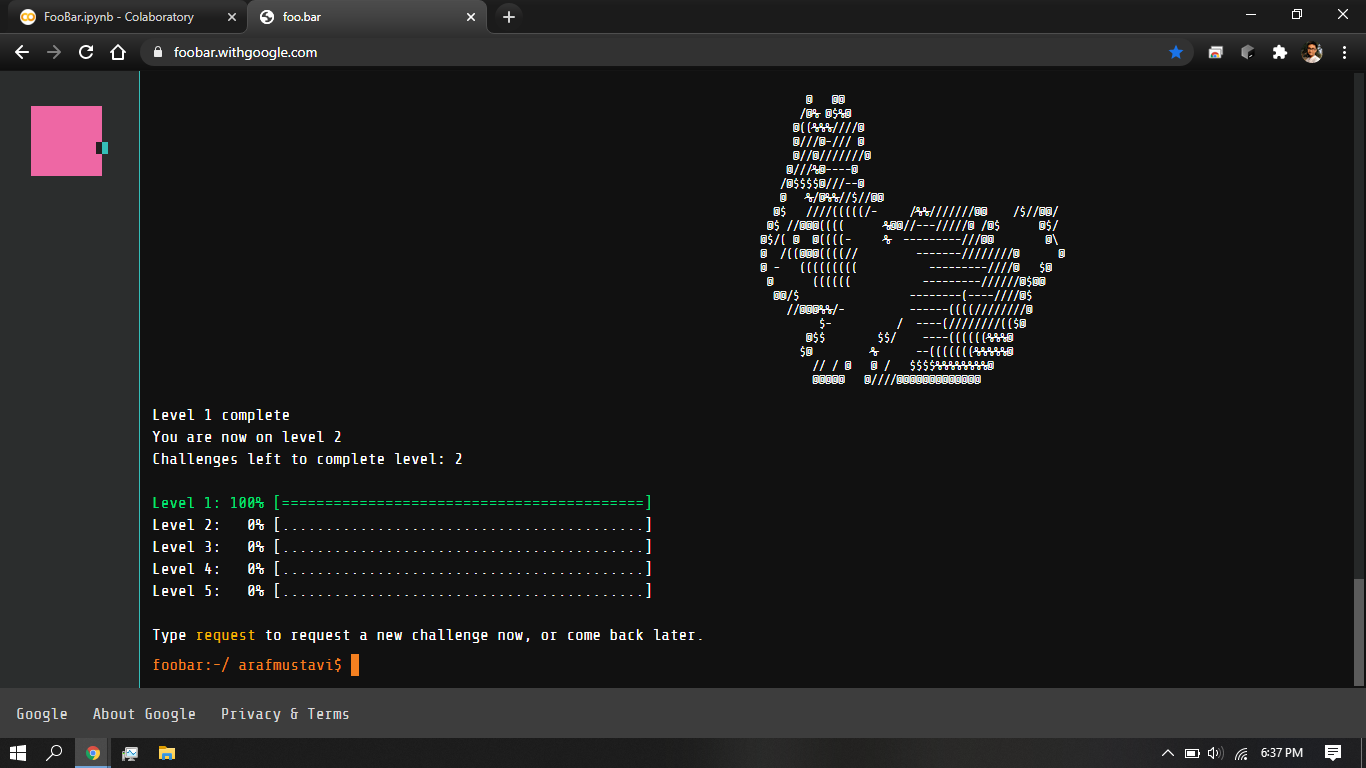 FooBar.ipynb - Colaboratory
foo.bar
foobar.withgoogle.com
@   @@
/@% @$%@
@((%%%////@
@///@-/// @
@//@///////@
@///%@----@
/@$$$$@///--@
@   %/@%%//$//@@
@$   ////(((((/-     /%%///////@@    /$//@@/
@$ //@@@((((      %@@//---/////@ /@$      @$/
@$/( @  @((((-     %  ---------///@@        @\
@  /((@@@((((//         -------////////@      @
@ -   (((((((((           ---------////@   $@
@      ((((((           ---------//////@$@@
@@/$                 --------(----////@$
//@@@%%/-          ------((((////////@
$-          /  ----(////////(($@
@$$        $$/    ----((((((%%%@
$@         %      --(((((((%%%%%@
// / @   @ /   $$$$%%%%%%%%@
@@@@@   @////@@@@@@@@@@@@@
Level 1 complete
You are now on level 2
Challenges left to complete level: 2
Level 1: 100% [==========================================]
Level 2:   0% [..........................................]
Level 3:   0% [..........................................]
Level 4:   0% [..........................................]
Level 5:   0% [..........................................]
Type request to request a new challenge now, or come back later.
foobar:~/ arafmustavi$
Google   About Google   Privacy & Terms
6:37 PM